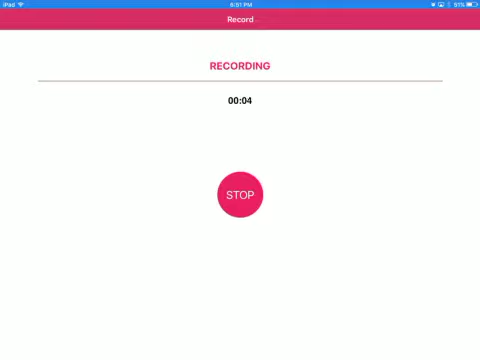 iPad 6:51 PM 51%
Record
RECORDING
00:04
STOP